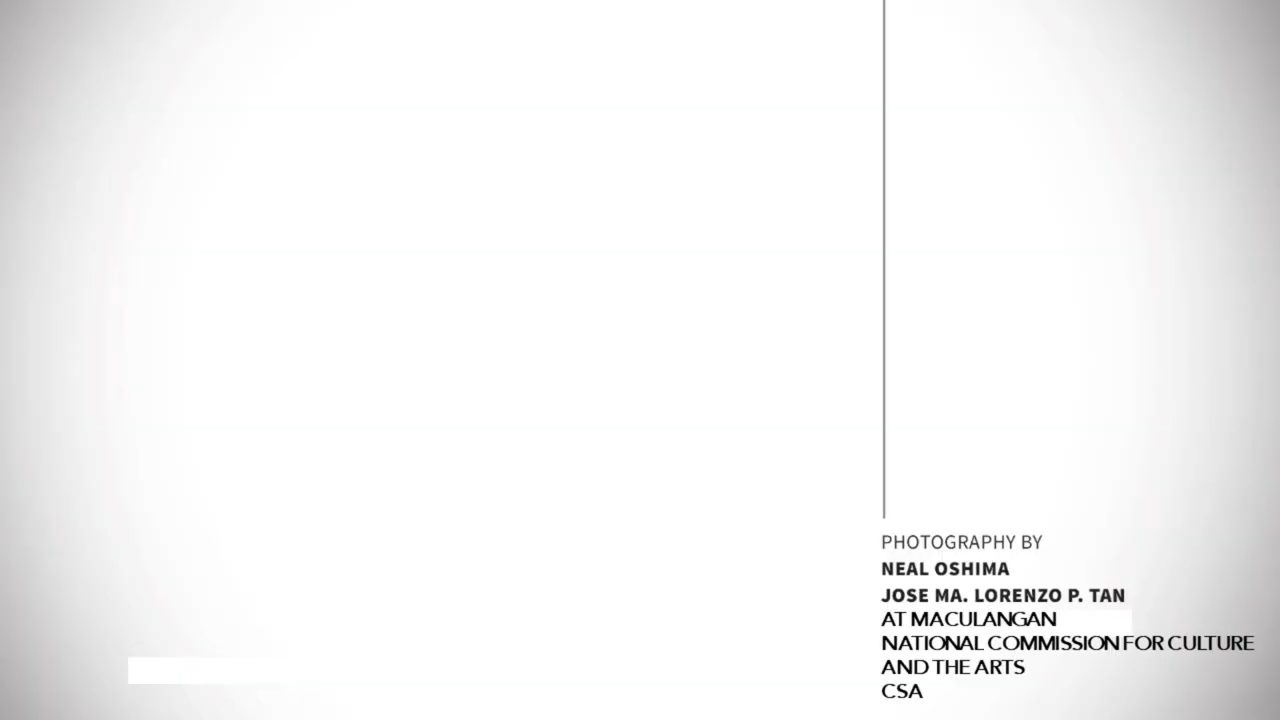 PHOTOGRAPHY BY
NEAL OSHIMA
JOSE MA. LORENZO P. TAN
AT MACULANGAN
NATIONAL COMMISSION FOR CULTURE
AND THE ARTS
CSA